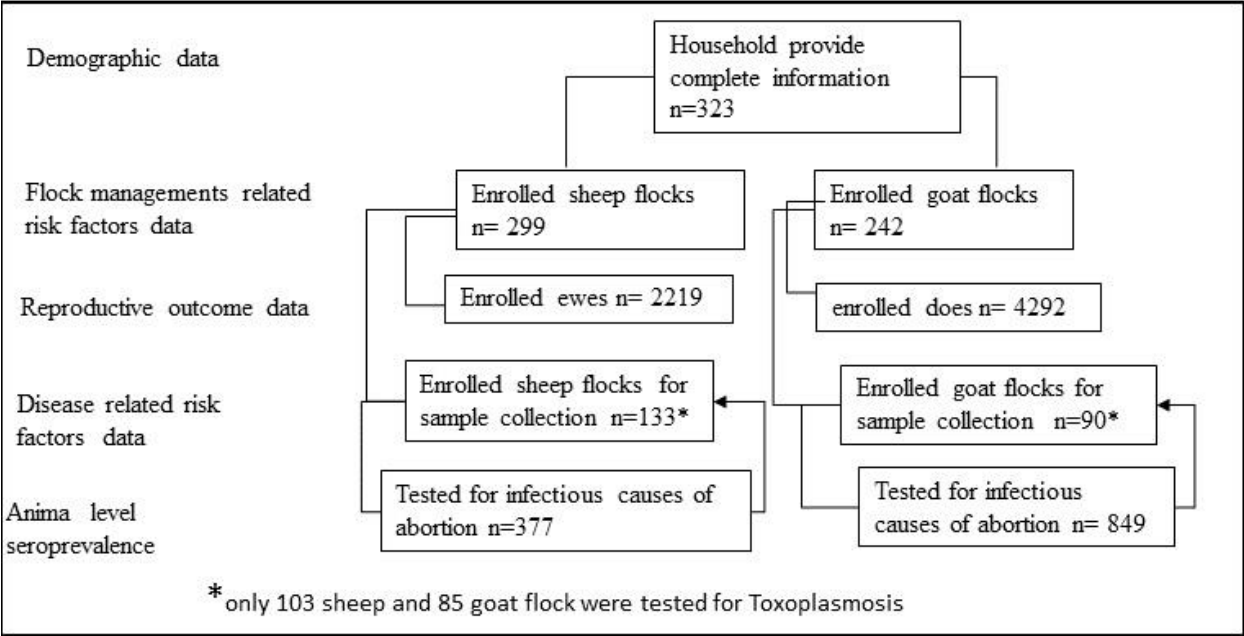 Demographic data
Household provide
complete information
n=323
Flock managements related
risk factors data
Enrolled sheep flocks
n= 299
Enrolled goat flocks
n= 242
Reproductive outcome data
Enrolled ewes n= 2219
enrolled does n= 4292
Disease related risk
factors data
Enrolled sheep flocks for
sample collection n=133*
Enrolled goat flocks for
sample collection n=90*
Anima level
seroprevalence
Tested for infectious causes of
abortion n=377
Tested for infectious
causes of abortion n= 849
*only 103 sheep and 85 goat flock were tested for Toxoplasmosis